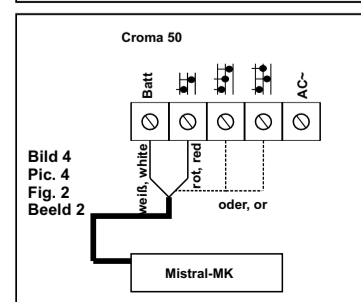 Croma 50
Batt
AC~
weiß, white
rot, red
Bild 4
Pic. 4
Fig. 2
Beeld 2
oder, or
Mistral-MK